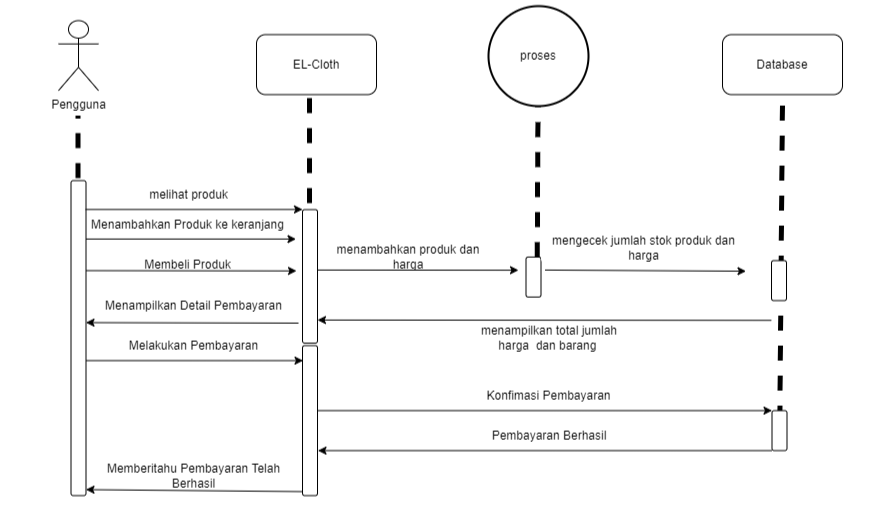 Pengguna
EL-Cloth
proses
Database
melihat produk
Menambahkan Produk ke keranjang
Membeli Produk
menambahkan produk dan
harga
mengecek jumlah stok produk dan
harga
Menampilkan Detail Pembayaran
menampilkan total jumlah
harga dan barang
Melakukan Pembayaran
Konfimasi Pembayaran
Pembayaran Berhasil
Memberitahu Pembayaran Telah
Berhasil